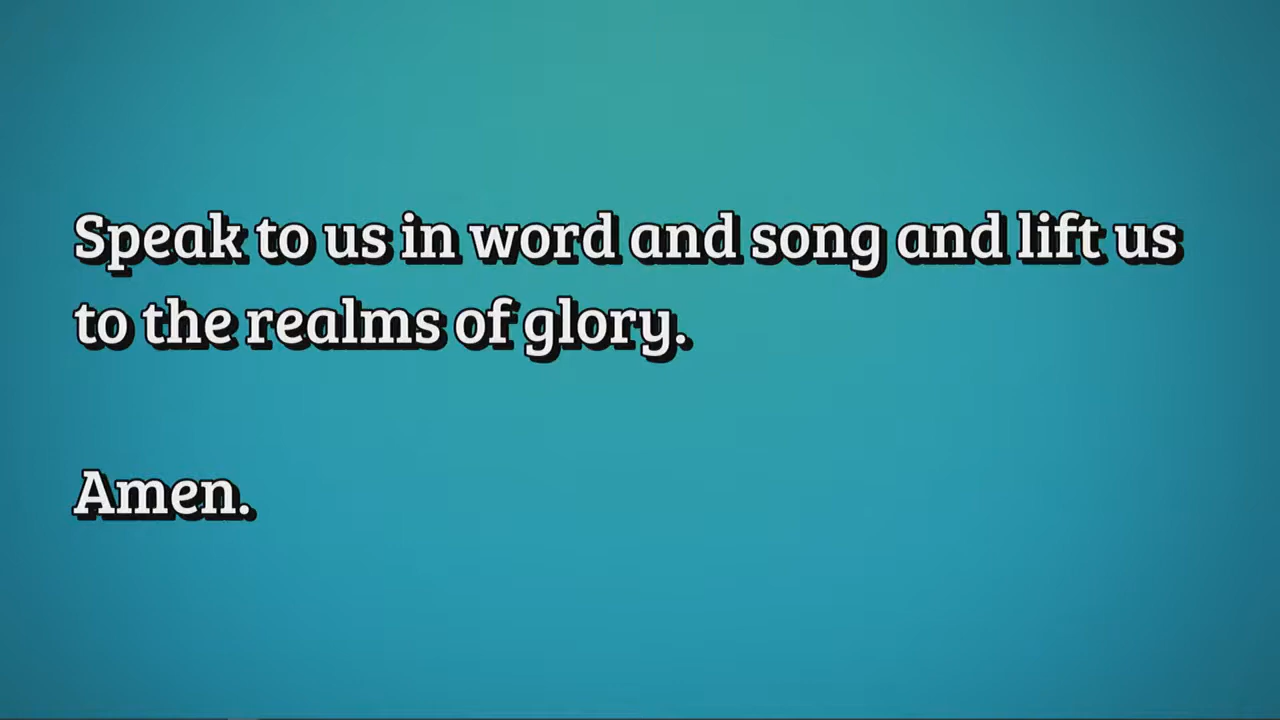 Speak to us in word and song and lift us
to the realms of glory.
Amen.